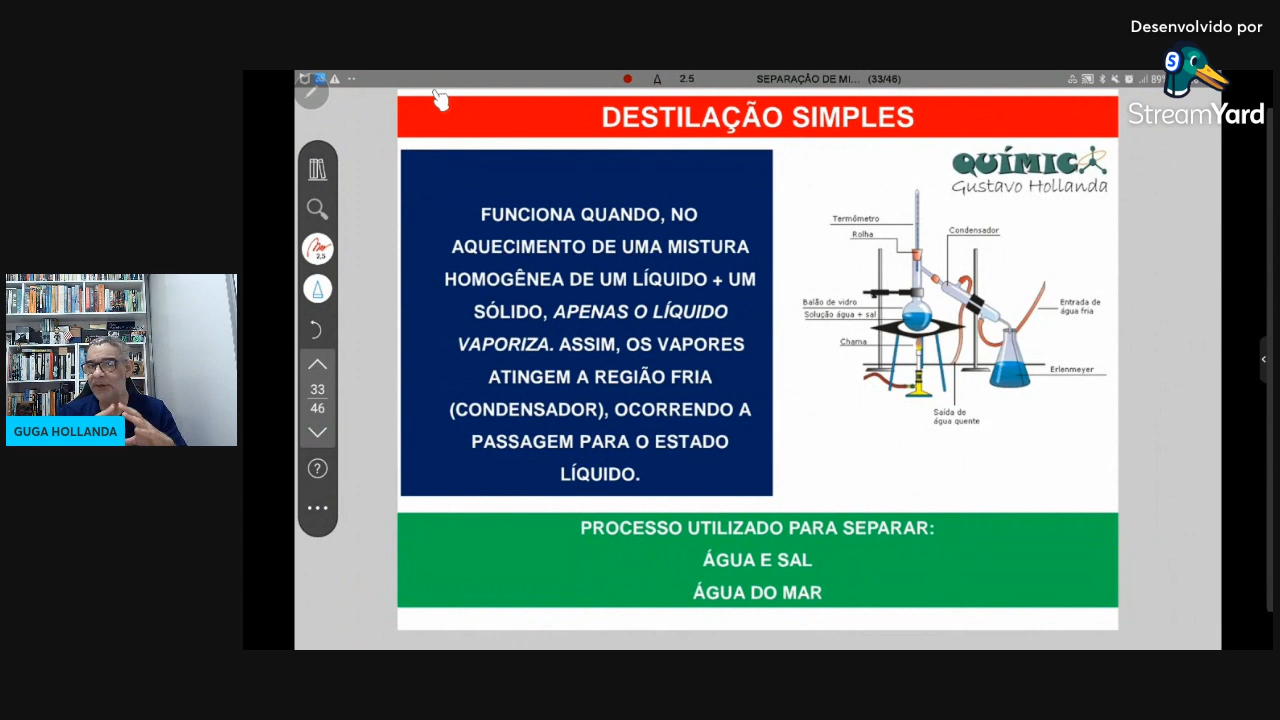 Desenvolvido por
StreamYard
2.5
SEPARAÇÃO DE MI... (33/46)
89%
DESTILAÇÃO SIMPLES
QUÍMICA
Gustavo Hollanda
FUNCIONA QUANDO, NO
AQUECIMENTO DE UMA MISTURA
HOMOGÊNEA DE UM LÍQUIDO + UM
SÓLIDO, APENAS O LÍQUIDO
VAPORIZA. ASSIM, OS VAPORES
ATINGEM A REGIÃO FRIA
(CONDENSADOR), OCORRENDO A
PASSAGEM PARA O ESTADO
LÍQUIDO.
Termômetro
Rolha
Condensador
Balão de vidro
Solução água + sal
Chama
Entrada de
água fria
Erlenmeyer
Saída de
água quente
PROCESSO UTILIZADO PARA SEPARAR:
ÁGUA E SAL
ÁGUA DO MAR
2,5
33
46
GUGA HOLLANDA